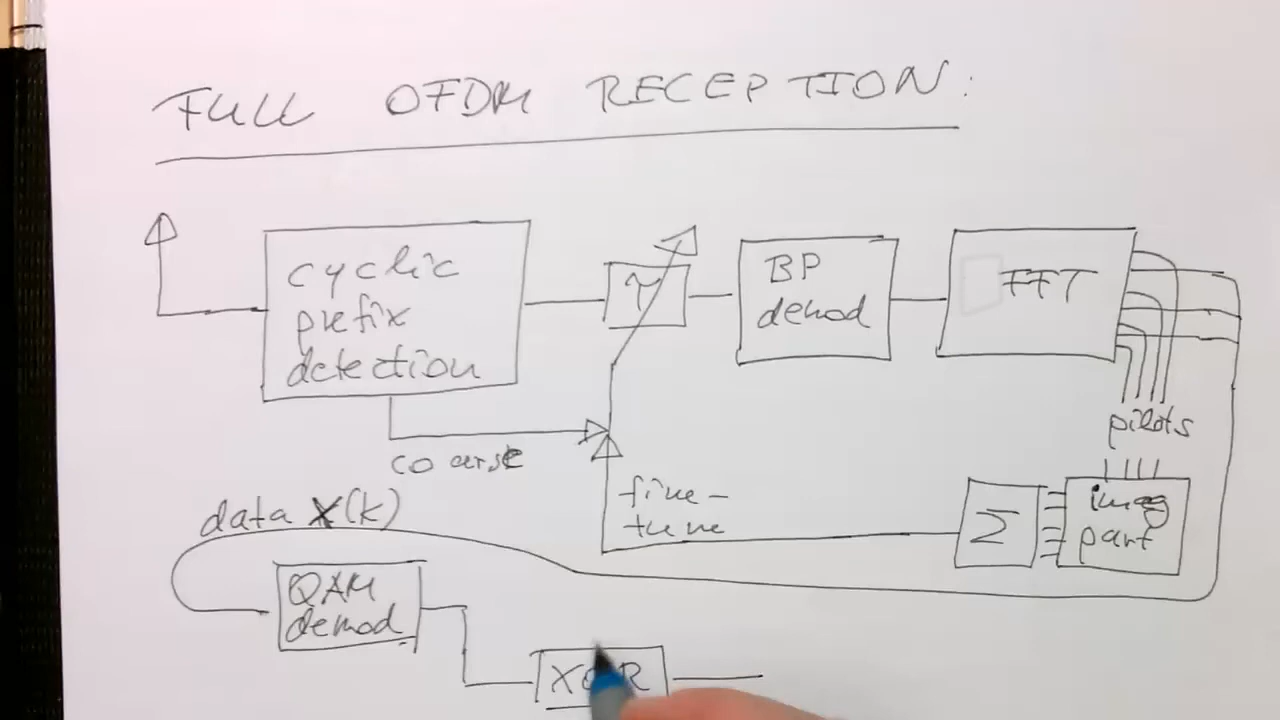 FULL OFDM RECEPTION:
cyclic
prefix
detection
τ
BP
demod
FFT
pilots
coarse
fine-
tune
Σ
imag
part
data X(k)
QAM
demod
XOR